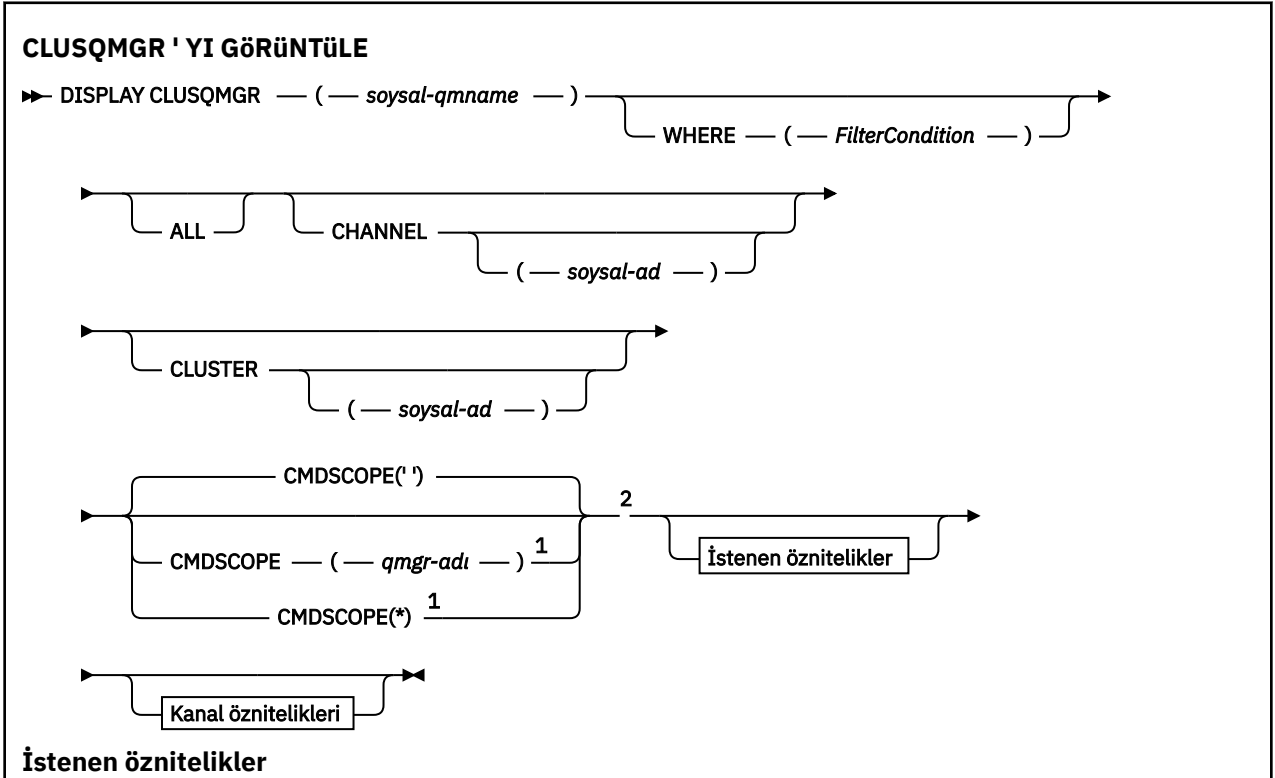 CLUSQMGR ' YI GöRüNTüLE
DISPLAY CLUSQMGR ( soysal-qmname )
WHERE ( FilterCondition )
ALL CHANNEL
( soysal-ad )
CLUSTER
( soysal-ad )
CMDSCOPE(' ')
2
CMDSCOPE ( qmgr-adı ) 1
İstenen öznitelikler
CMDSCOPE(*) 1
Kanal öznitelikleri
İstenen öznitelikler